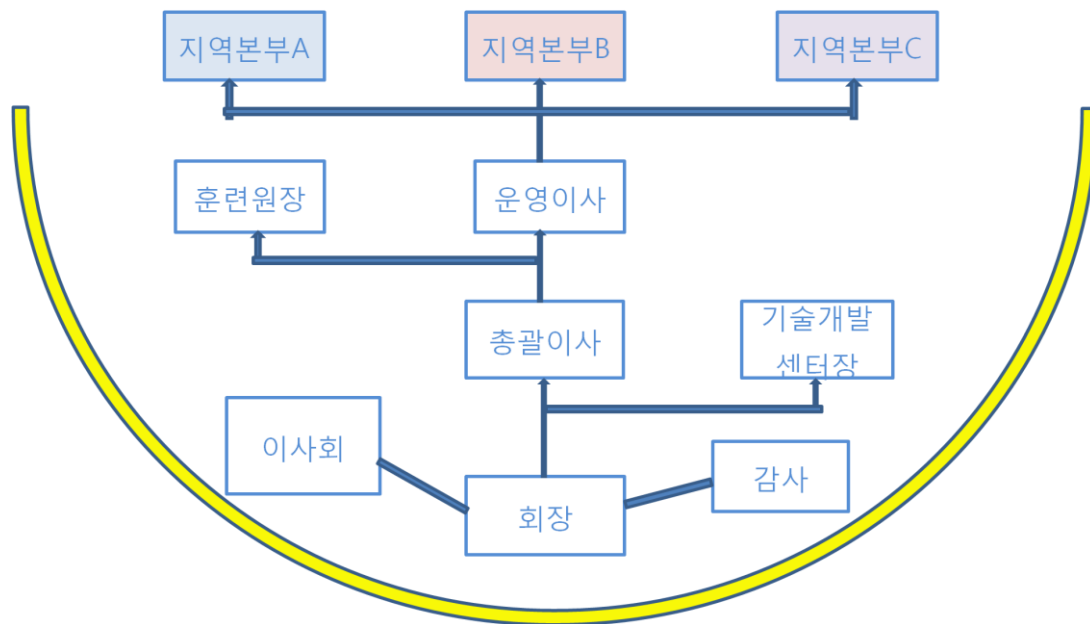 지역본부A
지역본부B
지역본부C
훈련원장
운영이사
총괄이사
기술개발
센터장
이사회
감사
회장